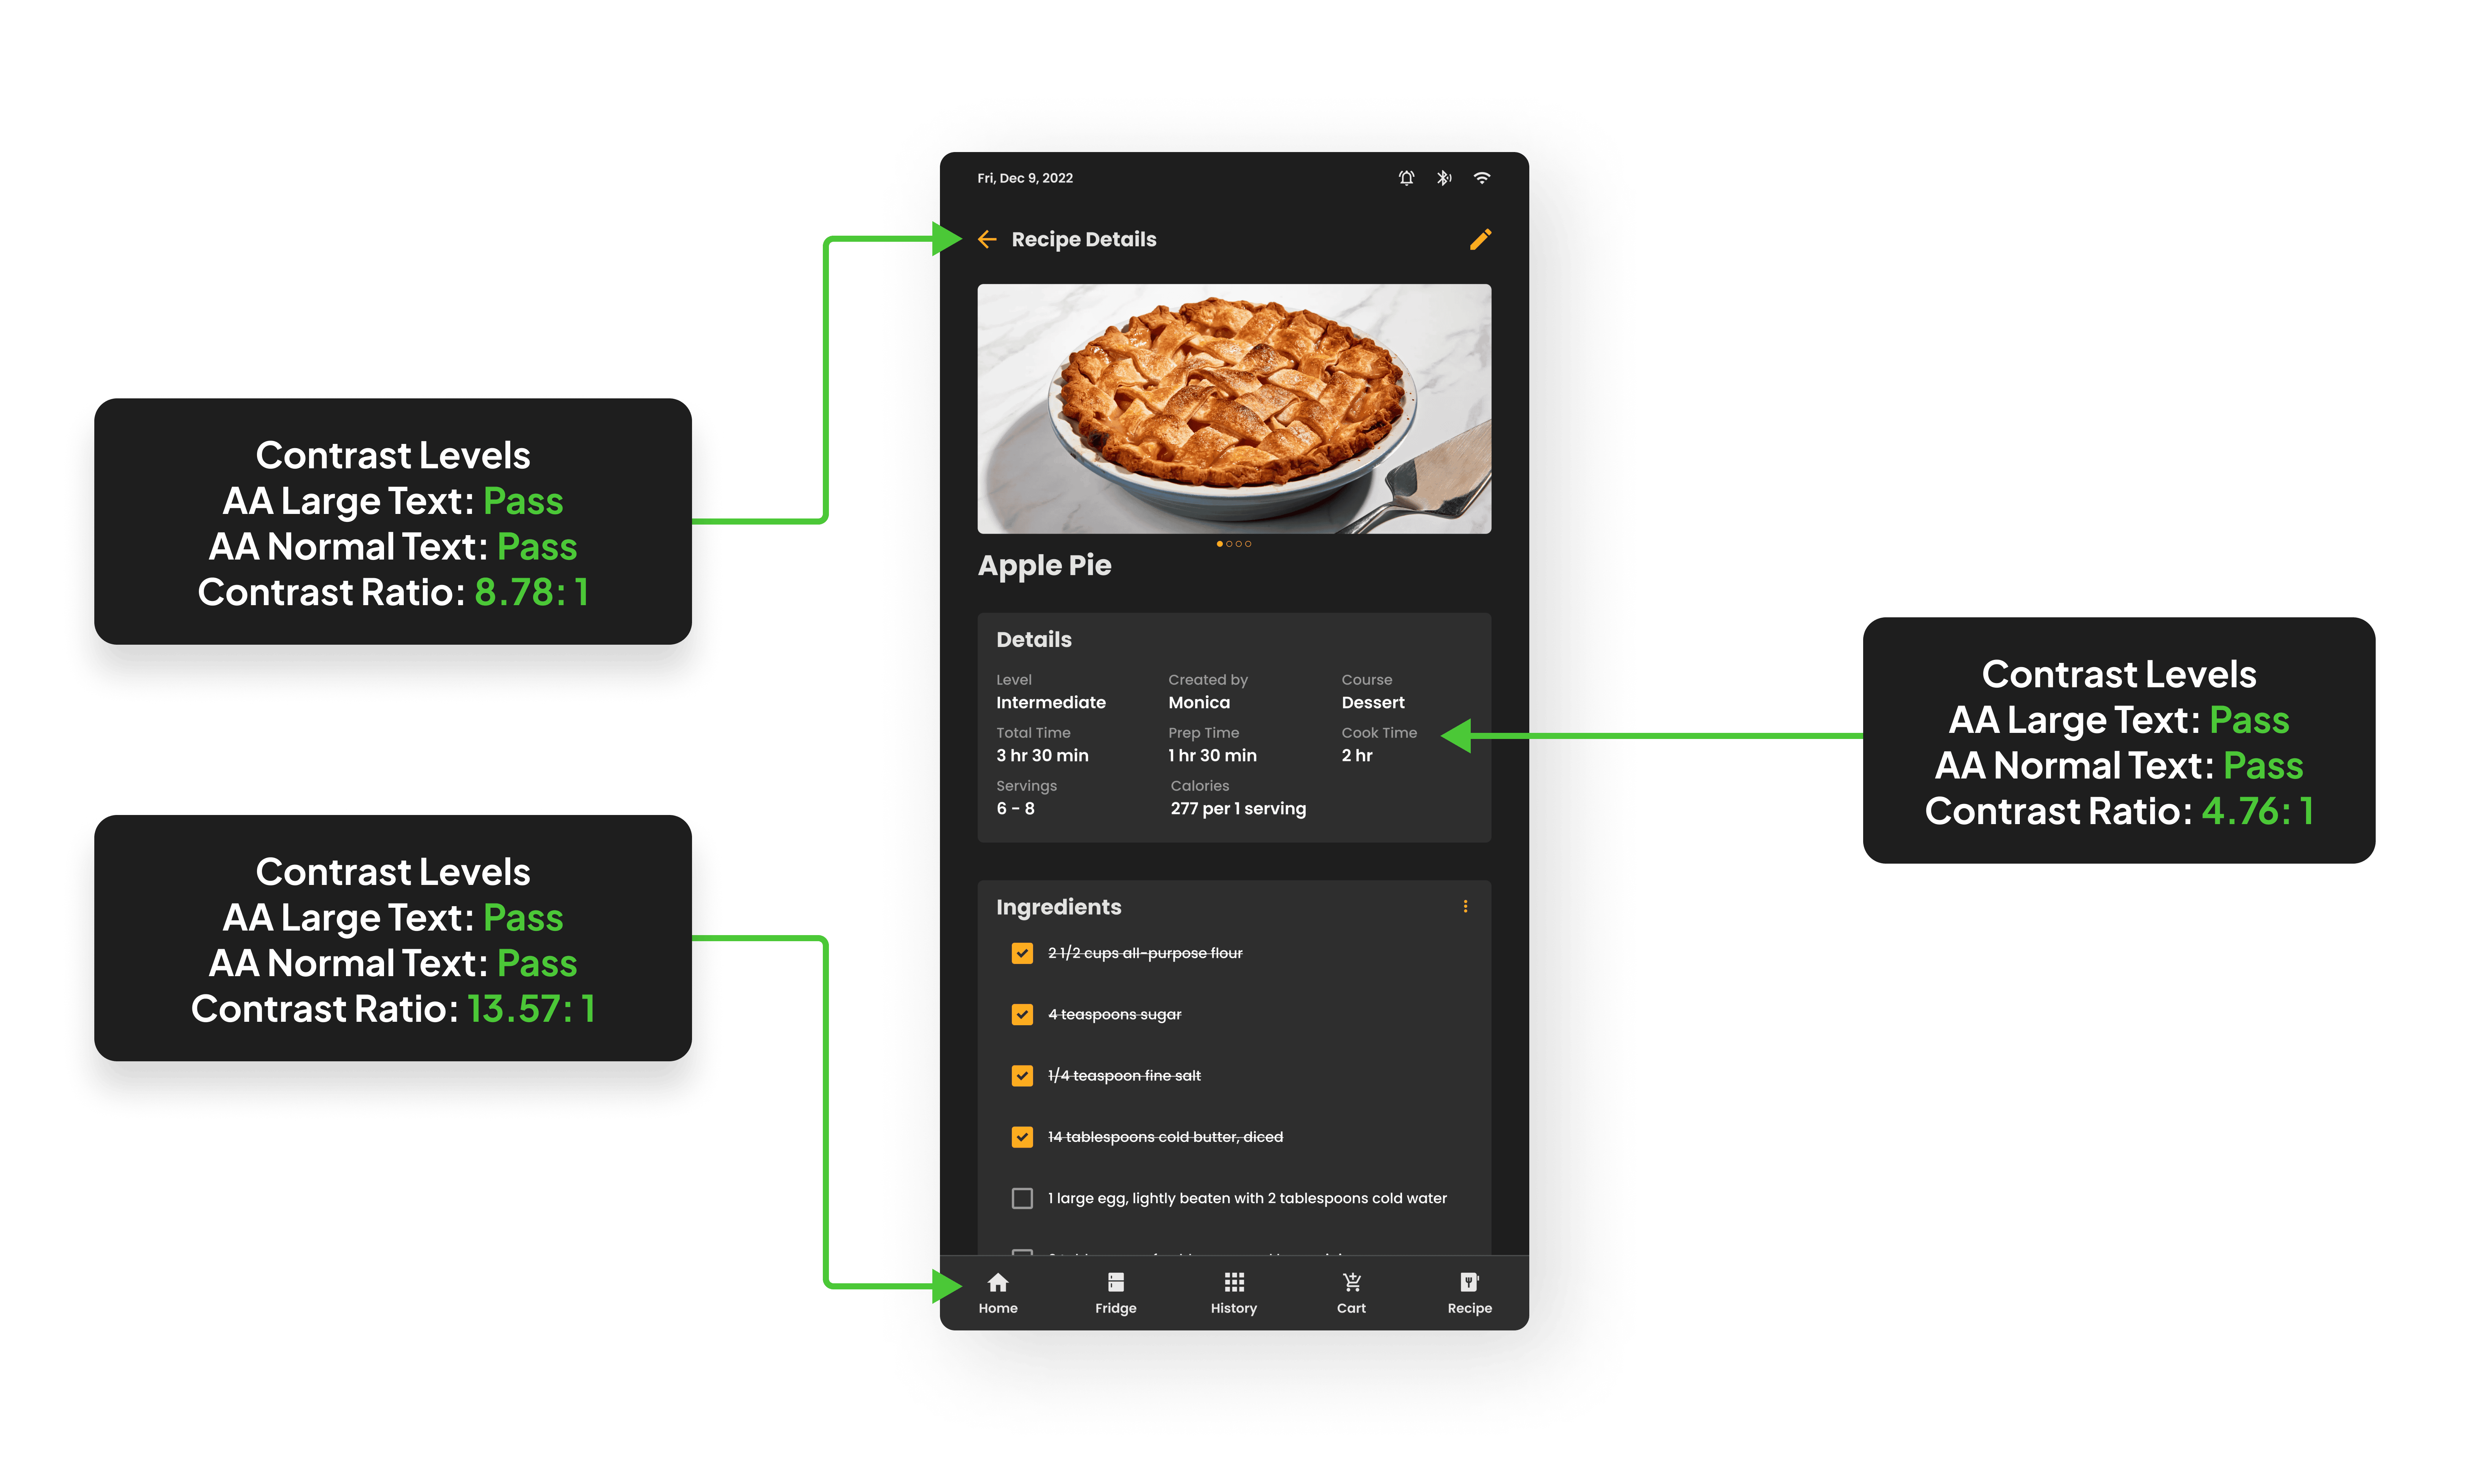 Fri, Dec 9, 2022
Recipe Details
Contrast Levels
AA Large Text: Pass
AA Normal Text: Pass
Contrast Ratio: 8.78: 1
Apple Pie
Details
Level
Created by
Course
Intermediate
Monica
Dessert
Total Time
Prep Time
Cook Time
3 hr 30 min
1 hr 30 min
2 hr
Servings
Calories
6 - 8
277 per 1 serving
Contrast Levels
AA Large Text: Pass
AA Normal Text: Pass
Contrast Ratio: 4.76: 1
Contrast Levels
AA Large Text: Pass
AA Normal Text: Pass
Contrast Ratio: 13.57: 1
Ingredients
2 1/2 cups all-purpose flour
4 teaspoons sugar
1/4 teaspoon fine salt
14 tablespoons cold butter, diced
1 large egg, lightly beaten with 2 tablespoons cold water
Home
Fridge
History
Cart
Recipe